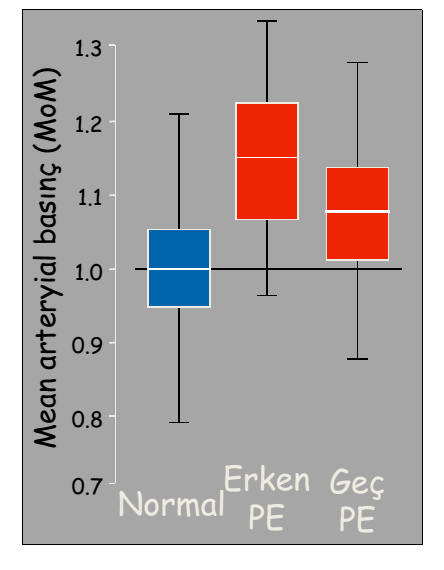 Mean arteryial basınç (MoM)
1.3
1.2
1.1
1.0
0.9
0.8
0.7
Normal
Erken
PE
Geç
PE